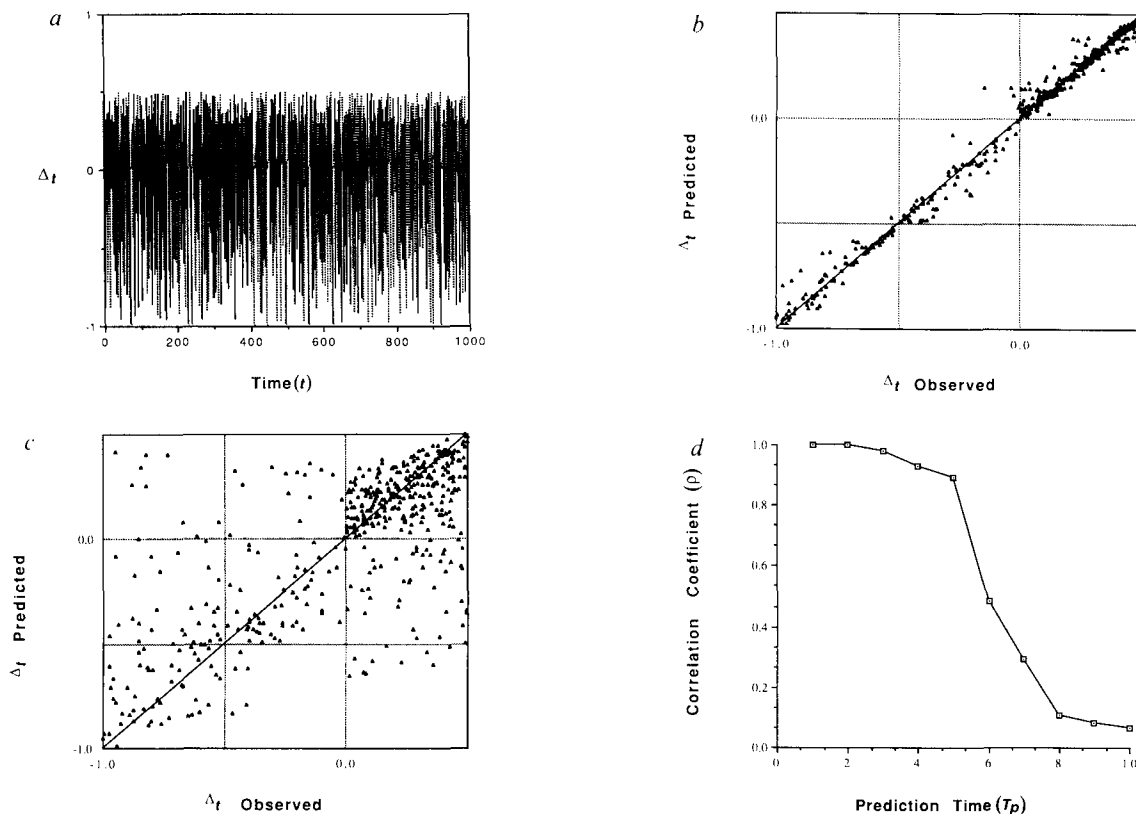 a
1
Δt
0
-1
0
200
400
600
800
1000
Time (t)
b
Δt Predicted
0.0
-1.0
-1.0
0.0
Δt Observed
c
Δt Predicted
0.0
-1.0
-1.0
0.0
Δt Observed
d
Correlation Coefficient (ρ)
1.0
0.8
0.6
0.4
0.2
0.0
0
2
4
6
8
10
Prediction Time (Tp)